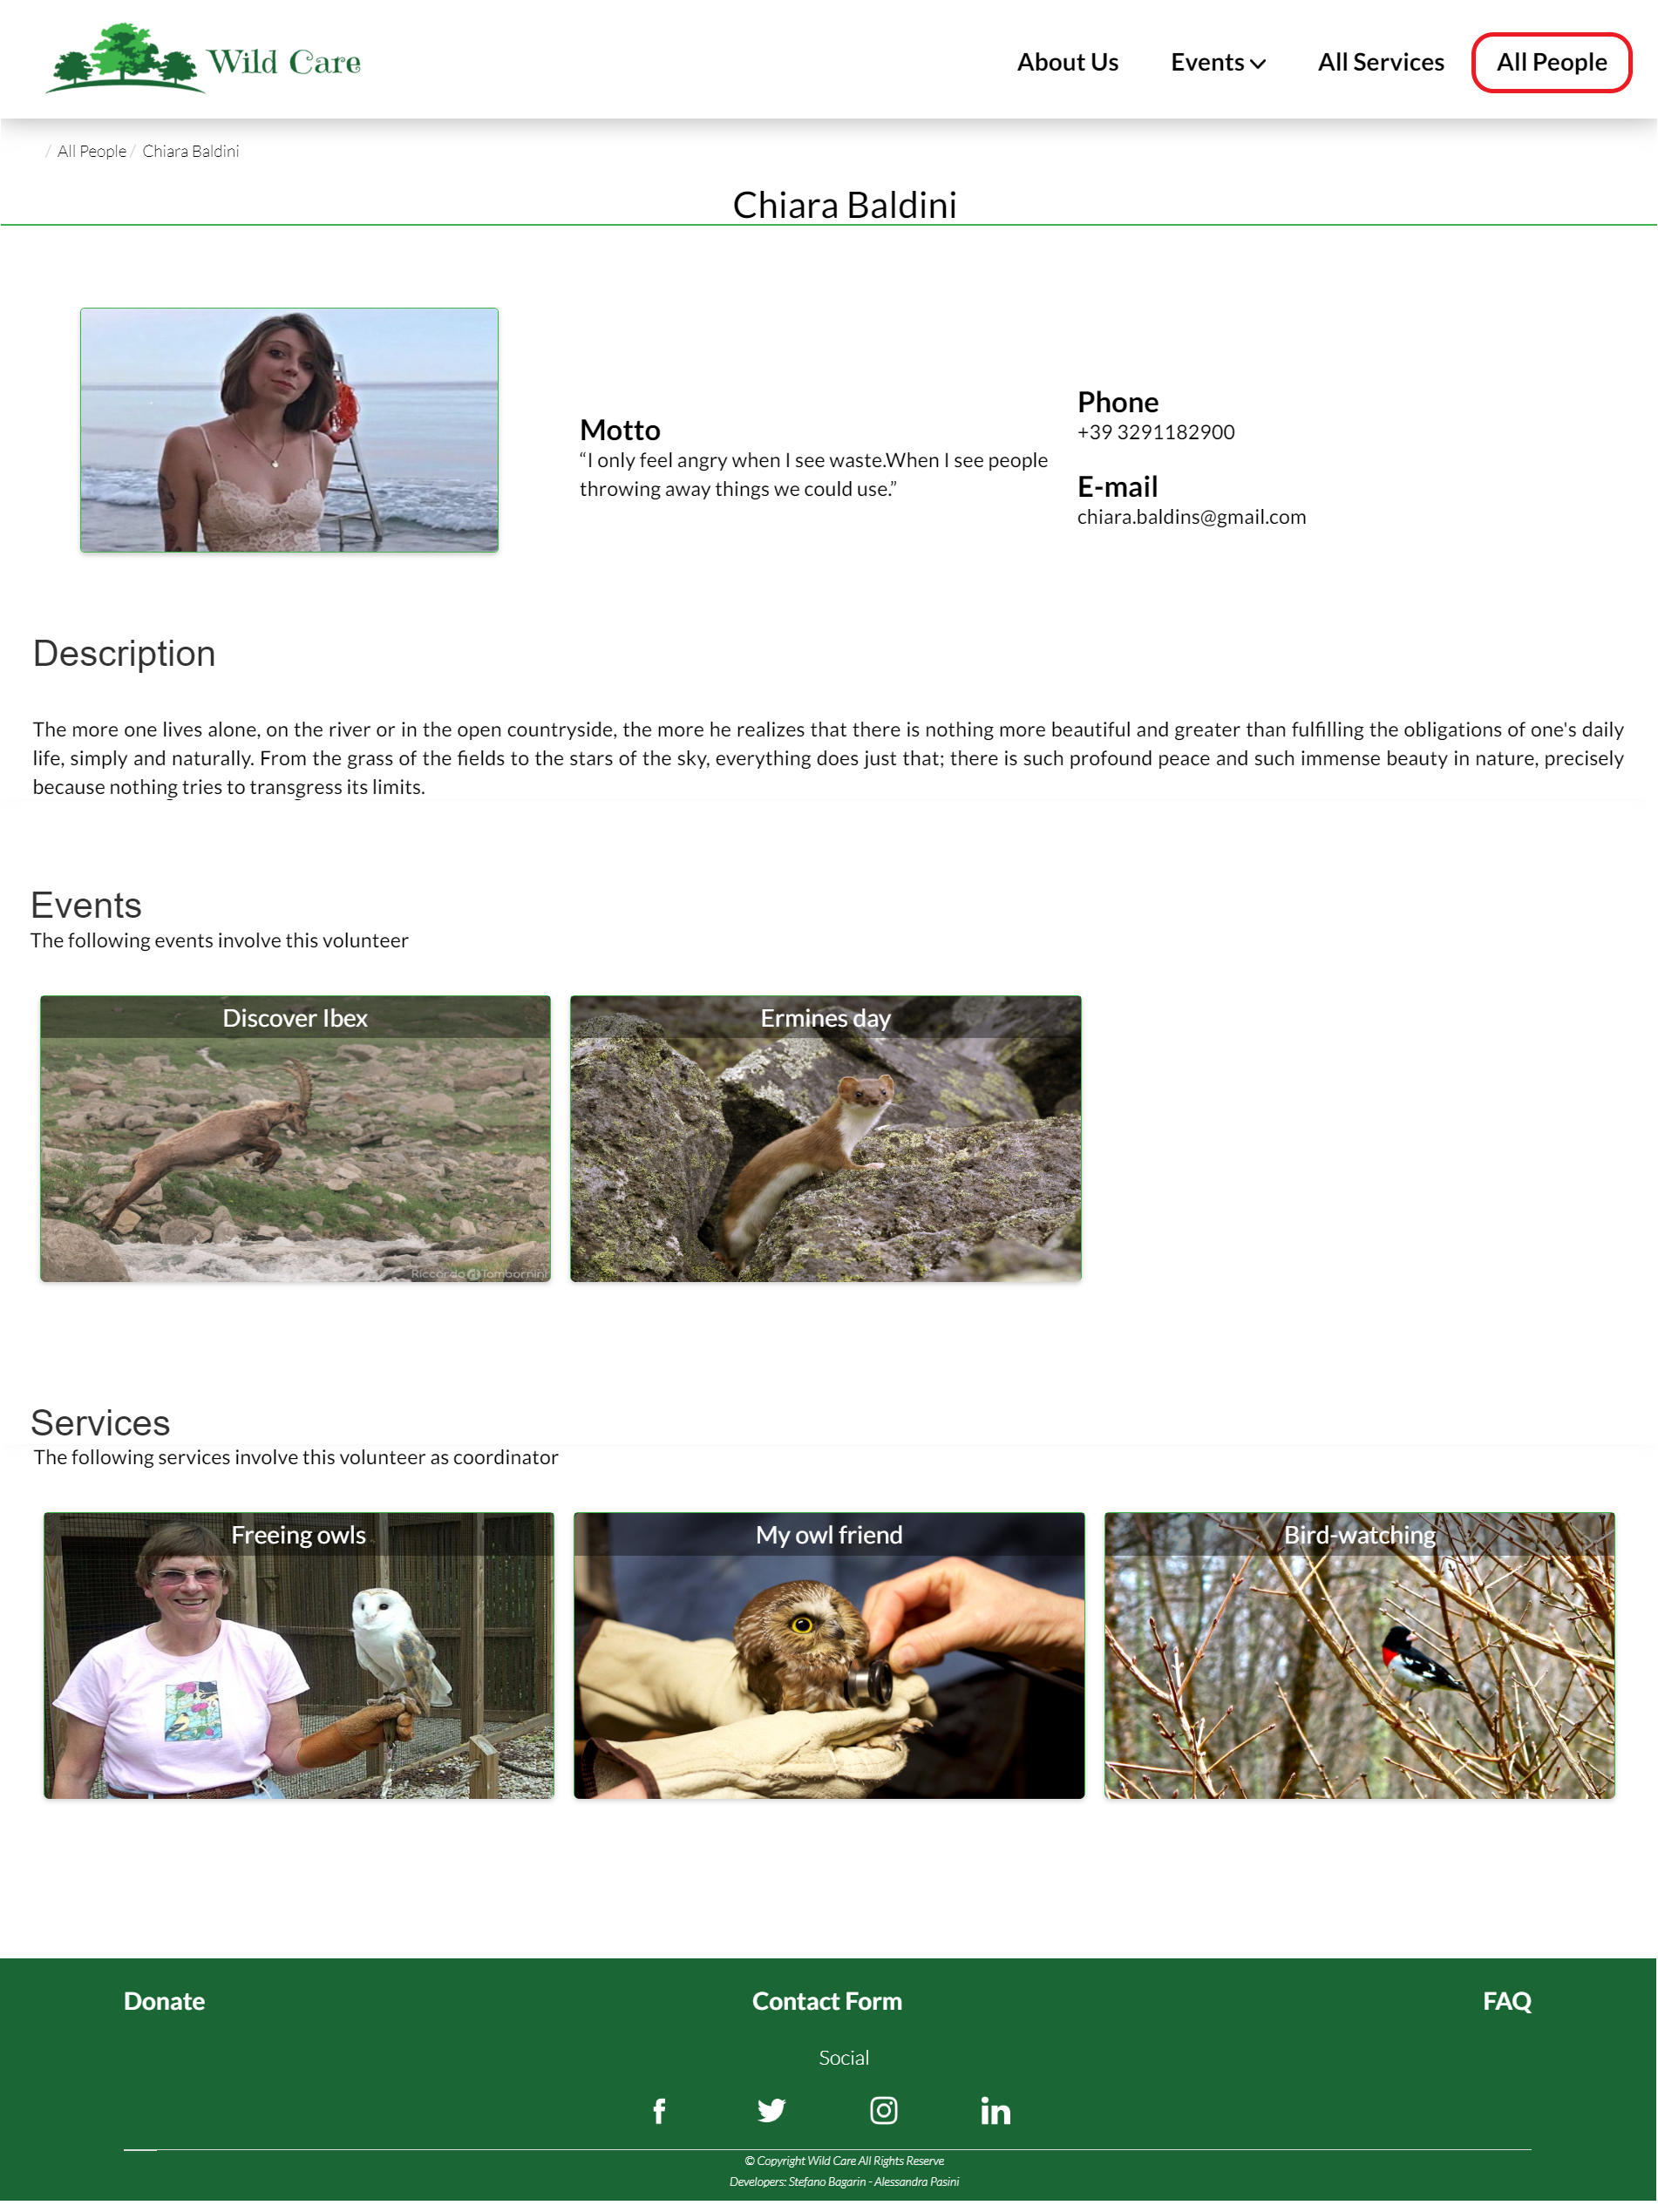 Wild Care
About Us
Events
All Services
All People
/ All People / Chiara Baldini
Chiara Baldini
Motto
“I only feel angry when I see waste.When I see people
throwing away things we could use.”
Phone
+39 3291182900
E-mail
chiara.baldins@gmail.com
Description
The more one lives alone, on the river or in the open countryside, the more he realizes that there is nothing more beautiful and greater than fulfilling the obligations of one's daily
life, simply and naturally. From the grass of the fields to the stars of the sky, everything does just that; there is such profound peace and such immense beauty in nature, precisely
because nothing tries to transgress its limits.
Events
The following events involve this volunteer
Discover Ibex
Ermines day
Riccardo Tambornini
Services
The following services involve this volunteer as coordinator
Freeing owls
My owl friend
Bird-watching
Donate
Contact Form
FAQ
Social
© Copyright Wild Care All Rights Reserve
Developers: Stefano Bagarin - Alessandra Pasini